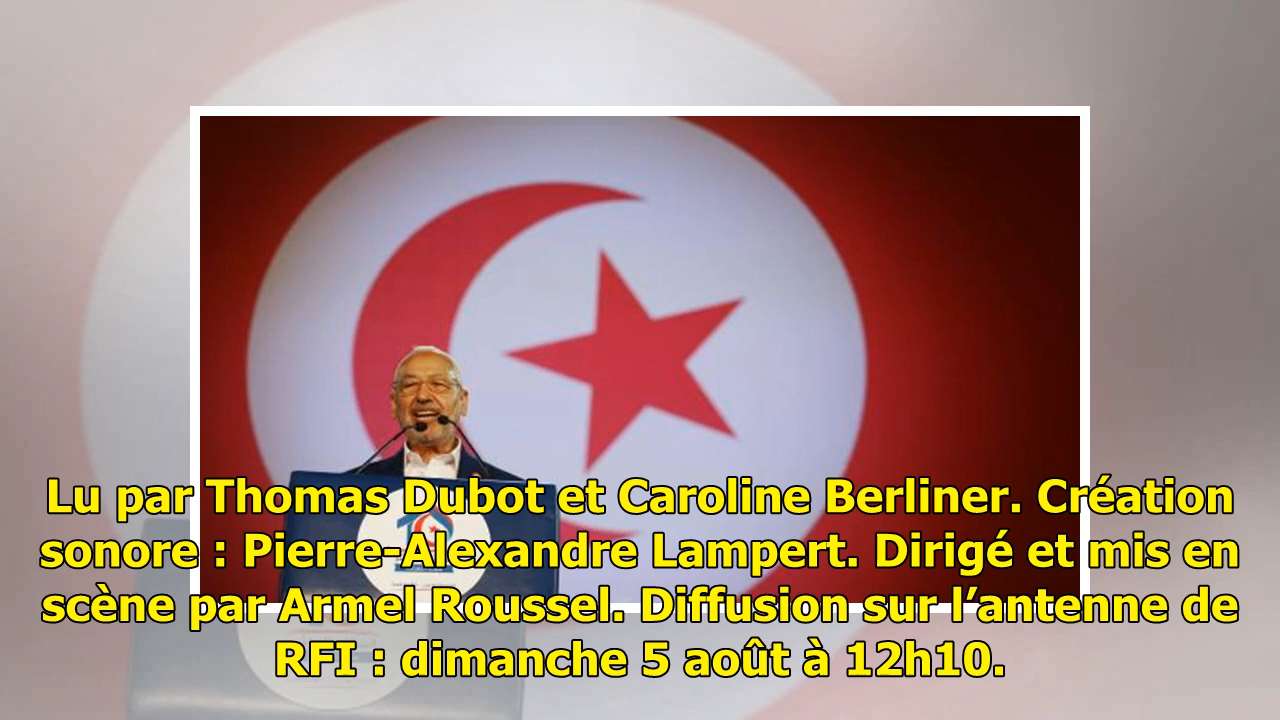 Lu par Thomas Dubot et Caroline Berliner. Création
sonore : Pierre-Alexandre Lampert. Dirigé et mis en
scène par Armel Roussel. Diffusion sur l’antenne de
RFI : dimanche 5 août à 12h10.